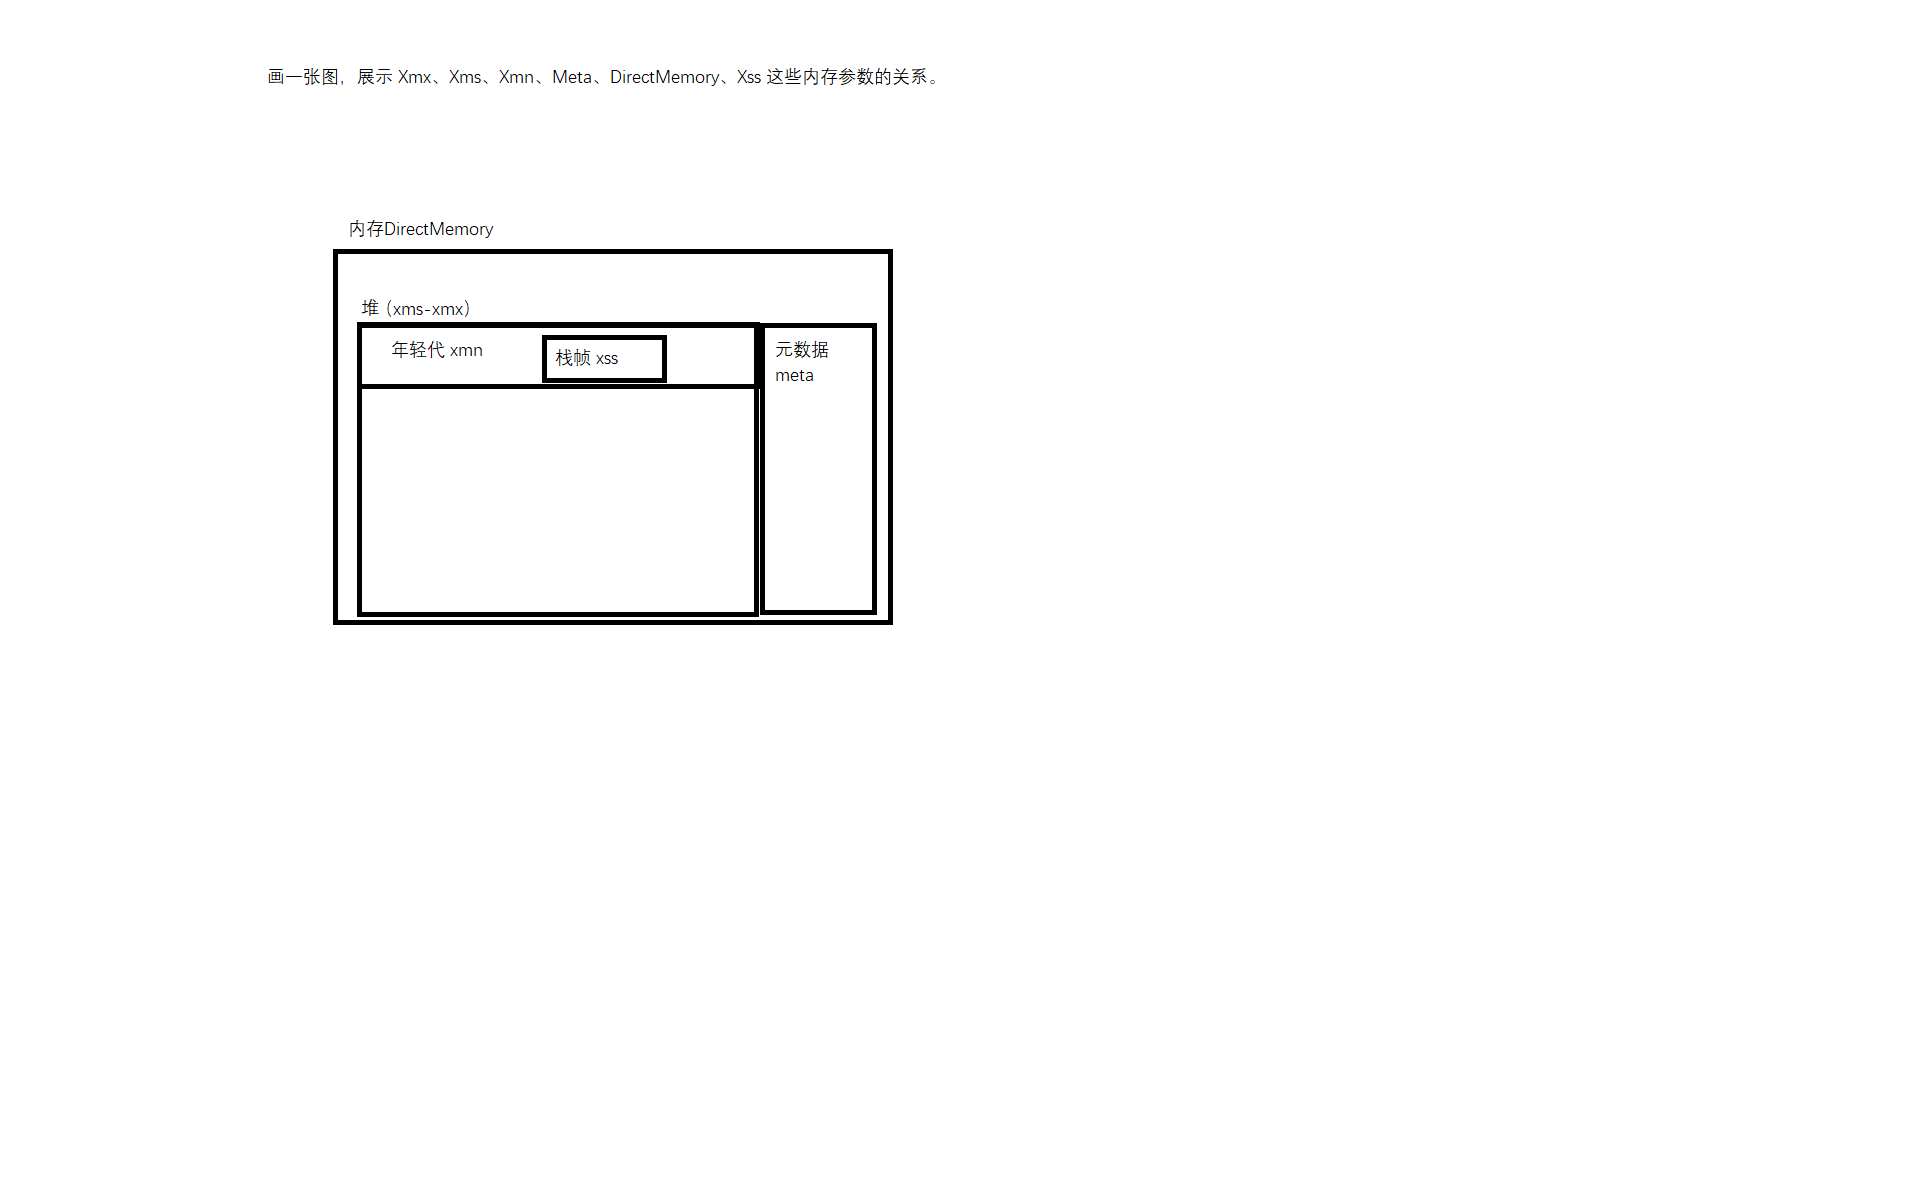 画一张图，展示 Xmx、Xms、Xmn、Meta、DirectMemory、Xss 这些内存参数的关系。
内存DirectMemory
堆（xms-xmx）
年轻代 xmn
栈帧 xss
元数据
meta